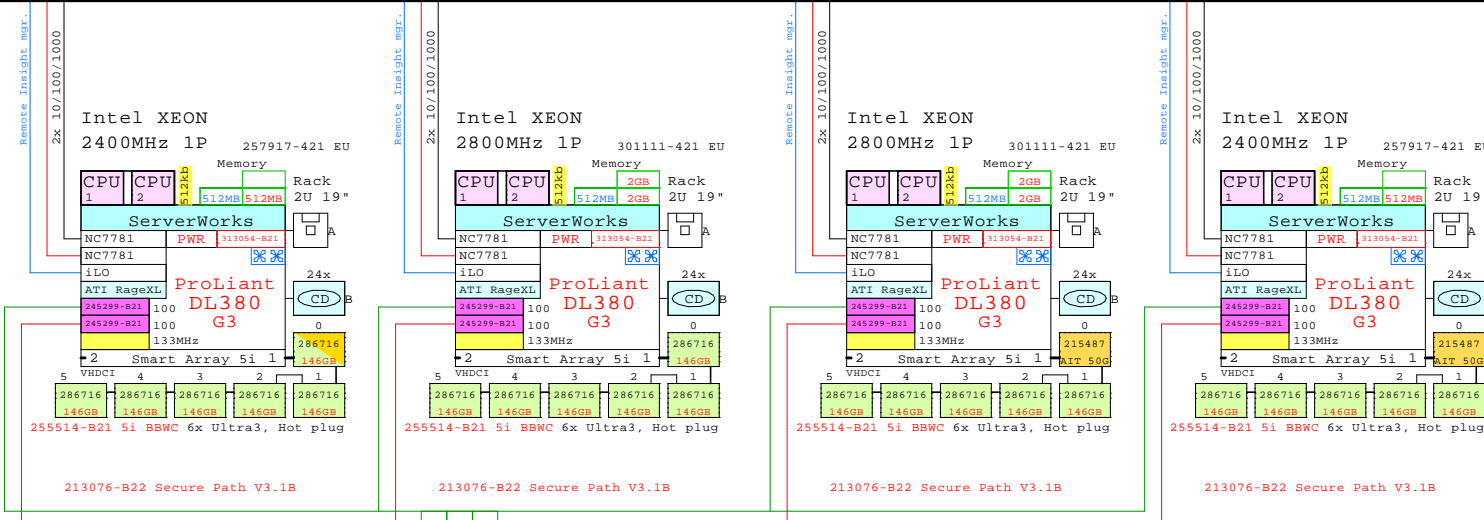 Remote Insight mgr.
2x 10/100/1000
Intel XEON
2400MHz 1P 257917-421 EU
Memory
CPU 1 CPU 2 512kb 512MB 512MB Rack 2U 19"
ServerWorks
NC7781 PWR 313054-B21 A
NC7781
iLO
ATI RageXL ProLiant 24x
245299-B21 100 DL380 CD B
245299-B21 100 G3 0
133MHz 286716
2 Smart Array 5i 1 146GB
VHDCI
5 4 3 2 1
286716 286716 286716 286716 286716
146GB 146GB 146GB 146GB 146GB
255514-B21 5i BBWC 6x Ultra3, Hot plug
213076-B22 Secure Path V3.1B
Remote Insight mgr.
2x 10/100/1000
Intel XEON
2800MHz 1P 301111-421 EU
Memory
CPU 1 CPU 2 512kb 512MB 2GB 2GB Rack 2U 19"
ServerWorks
NC7781 PWR 313054-B21 A
NC7781
iLO
ATI RageXL ProLiant 24x
245299-B21 100 DL380 CD B
245299-B21 100 G3 0
133MHz 286716
2 Smart Array 5i 1 146GB
VHDCI
5 4 3 2 1
286716 286716 286716 286716 286716
146GB 146GB 146GB 146GB 146GB
255514-B21 5i BBWC 6x Ultra3, Hot plug
213076-B22 Secure Path V3.1B
Remote Insight mgr.
2x 10/100/1000
Intel XEON
2800MHz 1P 301111-421 EU
Memory
CPU 1 CPU 2 512kb 512MB 2GB 2GB Rack 2U 19"
ServerWorks
NC7781 PWR 313054-B21 A
NC7781
iLO
ATI RageXL ProLiant 24x
245299-B21 100 DL380 CD B
245299-B21 100 G3 0
133MHz 215487
2 Smart Array 5i 1 AIT 50G
VHDCI
5 4 3 2 1
286716 286716 286716 286716 286716
146GB 146GB 146GB 146GB 146GB
255514-B21 5i BBWC 6x Ultra3, Hot plug
213076-B22 Secure Path V3.1B
Remote Insight mgr.
2x 10/100/1000
Intel XEON
2400MHz 1P 257917-421 EU
Memory
CPU 1 CPU 2 512kb 512MB 512MB Rack 2U 19
ServerWorks
NC7781 PWR 313054-B21 A
NC7781
iLO
ATI RageXL ProLiant 24x
245299-B21 100 DL380 CD
245299-B21 100 G3 0
133MHz 215487
2 Smart Array 5i 1 AIT 50G
VHDCI
5 4 3 2 1
286716 286716 286716 286716 286716
146GB 146GB 146GB 146GB 146GB
255514-B21 5i BBWC 6x Ultra3, Hot plug
213076-B22 Secure Path V3.1B